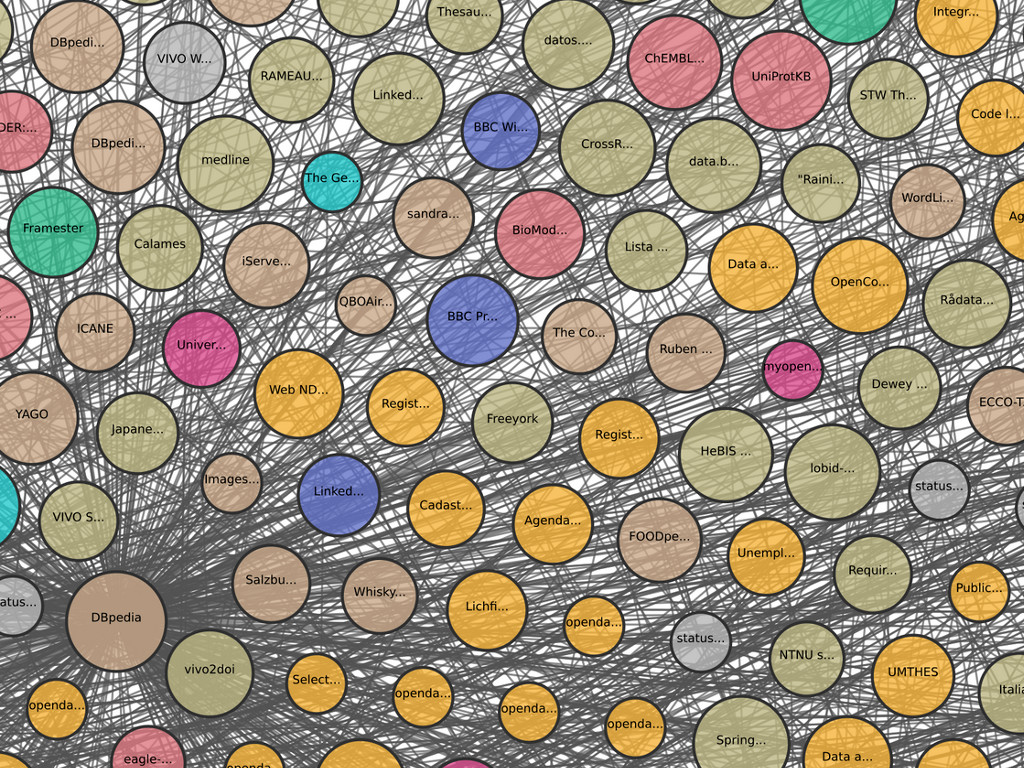 Thesau...
Integr...
DBpedi...
datos....
VIVO W...
ChEMBL...
RAMEAU...
UniProtKB
Linked...
STW Th...
Code l...
DER:...
BBC Wi...
DBpedi...
CrossR...
medline
data.b...
The Ge...
"Raini...
WordLi...
sandra...
Ag
Framester
BioMod...
Calames
Lista ...
iServe...
Data a...
OpenCo...
QBOAir...
Rådata...
... 
BBC Pr...
ICANE
The Co...
Univer...
Ruben ...
myopen...
Dewey ...
Web ND...
Regist...
ECCO-T
YAGO
Freeyork
Japane...
Regist...
HeBIS ...
lobid-...
Images...
status...
Linked...
Cadast...
VIVO S...
Agenda...
FOODpe...
Unempl...
Requir...
Salzbu...
Public...
Whisky...
atus...
Lichfi...
DBpedia
openda...
status...
NTNU s...
vivo2doi
UMTHES
Select...
Italia
openda...
openda...
openda...
openda...
Spring...
eagle-...
Data a...
openda